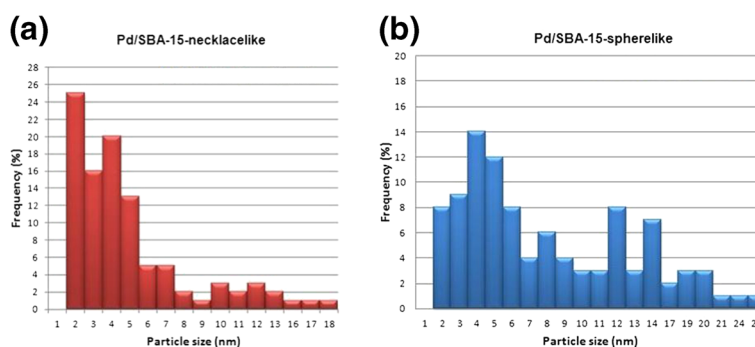 (a)
Pd/SBA-15-necklacelike
28
26
24
22
20
18
16
14
12
10
8
6
4
2
0
Frequency (%)
1 2 3 4 5 6 7 8 9 10 11 12 13 16 17 18
Particle size (nm)
(b)
Pd/SBA-15-spherelike
20
18
16
14
12
10
8
6
4
2
0
Frequency (%)
1 2 3 4 5 6 7 8 9 10 11 12 13 14 17 19 20 21 24
Particle size (nm)